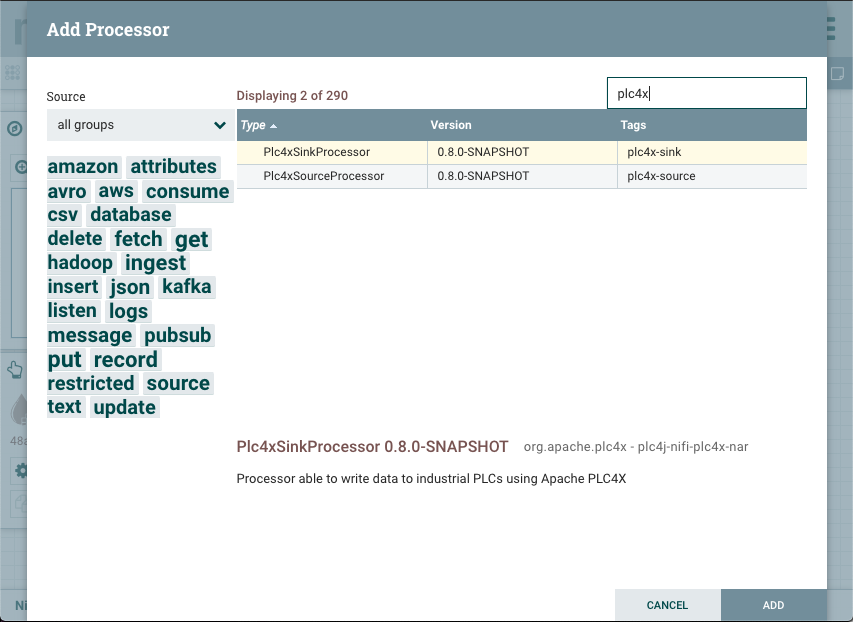 Add Processor
Source
Displaying 2 of 290
plc4x
all groups
Type Version Tags
Plc4xSinkProcessor 0.8.0-SNAPSHOT plc4x-sink
Plc4xSourceProcessor 0.8.0-SNAPSHOT plc4x-source
amazon attributes
avro aws consume
csv database
delete fetch get
hadoop ingest
insert json kafka
listen logs
message pubsub
put record
restricted source
text update
48a
Plc4xSinkProcessor 0.8.0-SNAPSHOT org.apache.plc4x - plc4j-nifi-plc4x-nar
Processor able to write data to industrial PLCs using Apache PLC4X
Ni
CANCEL ADD